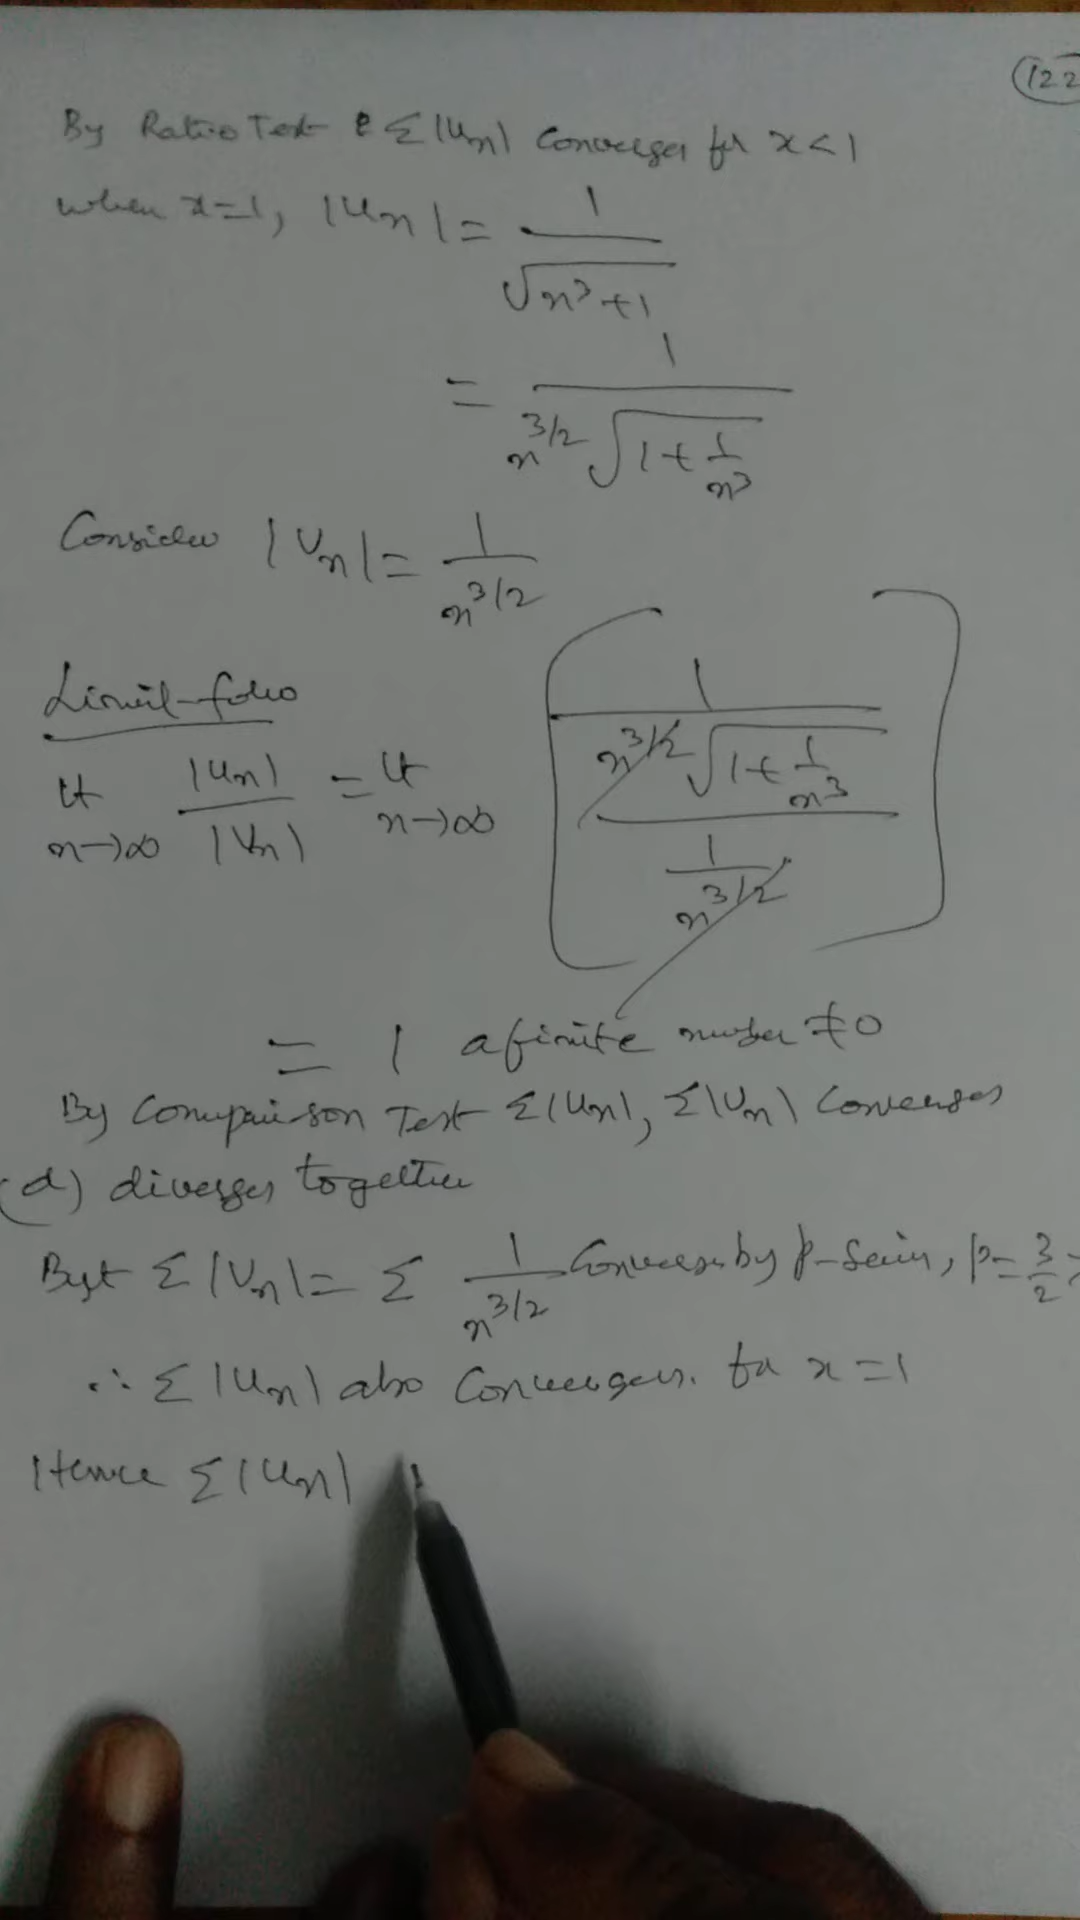 122
By Ratio Test Σ|Un| Converges for x<1
when x=1, |Un| = 1/√(n³+1)
= 1/(n^3/2 √(1+1/n³))
Consider |Vn| = 1/n^3/2
Limit form
Lt n→∞ |Un|/|Vn| = Lt n→∞ [ (1/(n^3/2 √(1+1/n³))) / (1/n^3/2) ]
= 1 a finite number ≠0
By Comparison Test Σ|Un|, Σ|Vn| Converges
(or) diverges together
But Σ|Vn| = Σ 1/n^3/2 Converges by p-series, p=3/2 >
∴ Σ|Un| also Converges. for x=1
Hence Σ|Un|